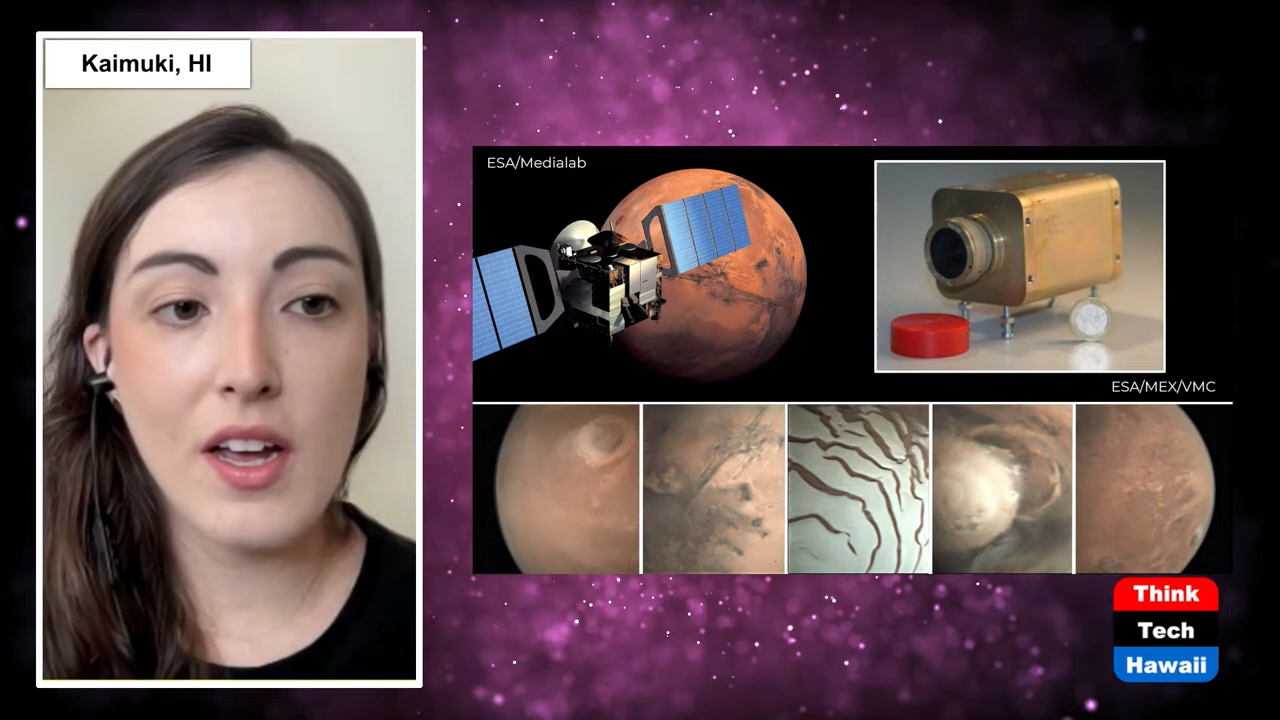 Kaimuki, HI
ESA/Medialab
ESA/MEX/VMC
Think
Tech
Hawaii